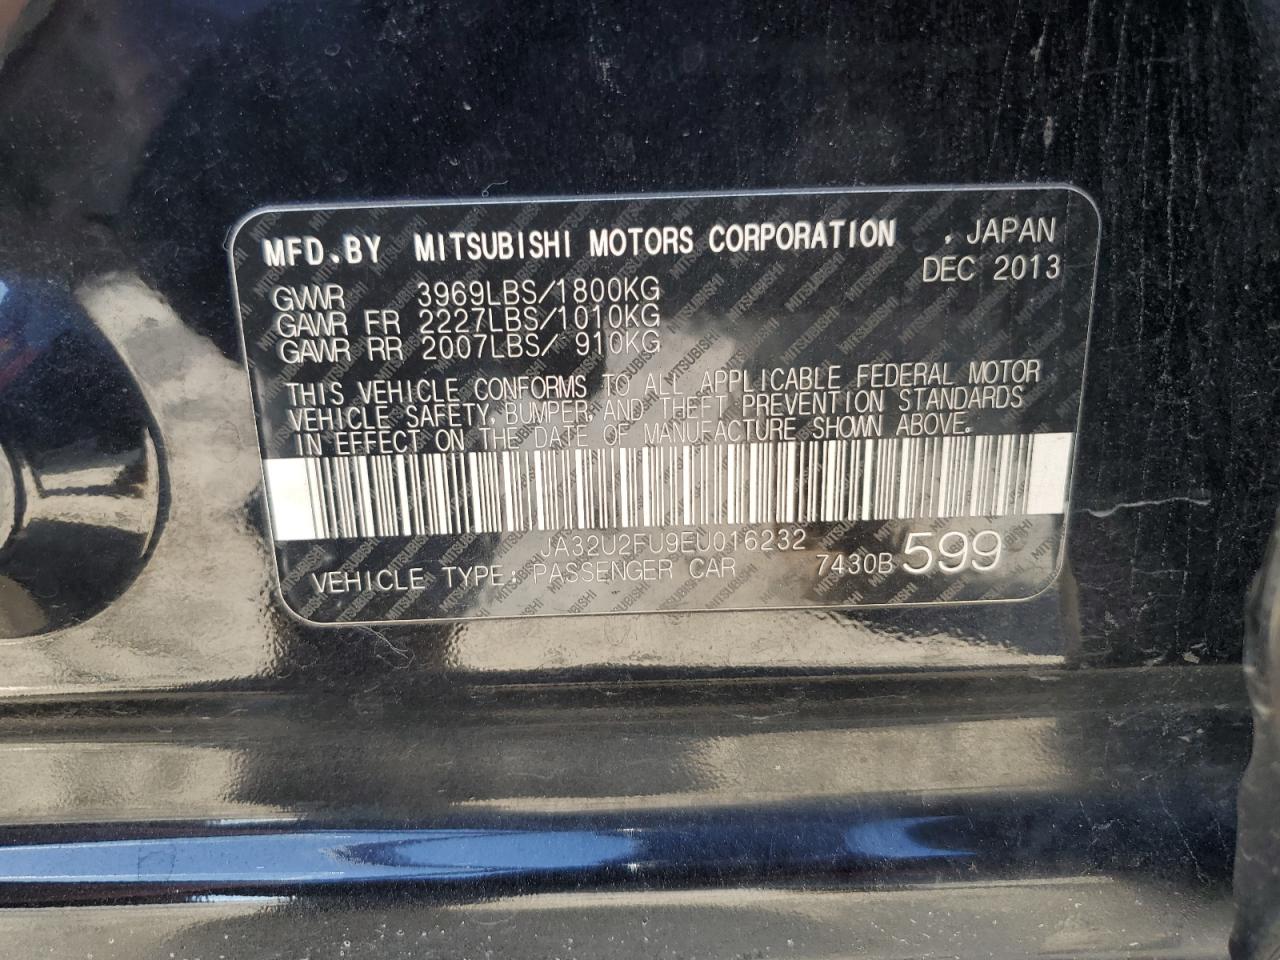 MFD.BY MITSUBISHI MOTORS CORPORATION , JAPAN
DEC 2013
GVWR 3969LBS/1800KG
GAWR FR 2227LBS/1010KG
GAWR RR 2007LBS/ 910KG
THIS VEHICLE CONFORMS TO ALL APPLICABLE FEDERAL MOTOR
VEHICLE SAFETY, BUMPER, AND THEFT PREVENTION STANDARDS
IN EFFECT ON THE DATE OF MANUFACTURE SHOWN ABOVE.
JA32U2FU9EU016232
VEHICLE TYPE: PASSENGER CAR 7430B 599